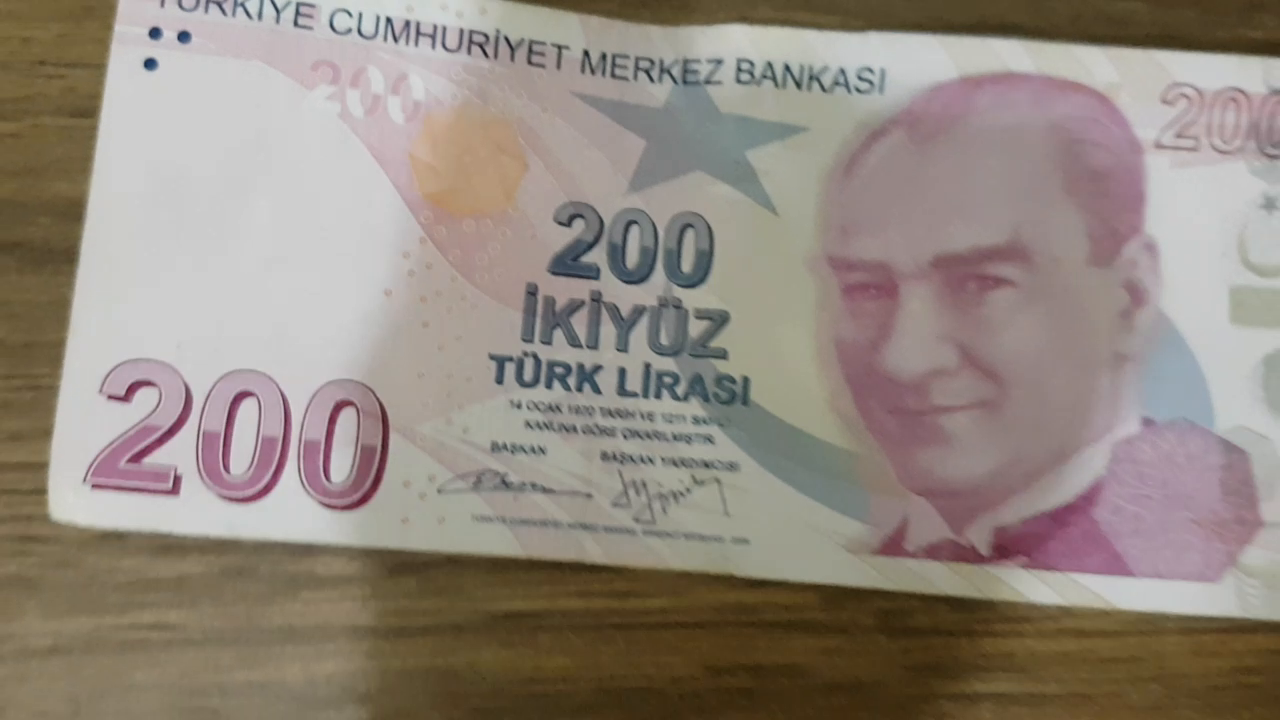 TÜRKİYE CUMHURİYET MERKEZ BANKASI
200
200
200
İKİYÜZ
TÜRK LİRASI
14 OCAK 1970 TARİH VE 1211 SAYILI
KANUNA GÖRE ÇIKARILMIŞTIR
BAŞKAN BAŞKAN YARDIMCISI
200